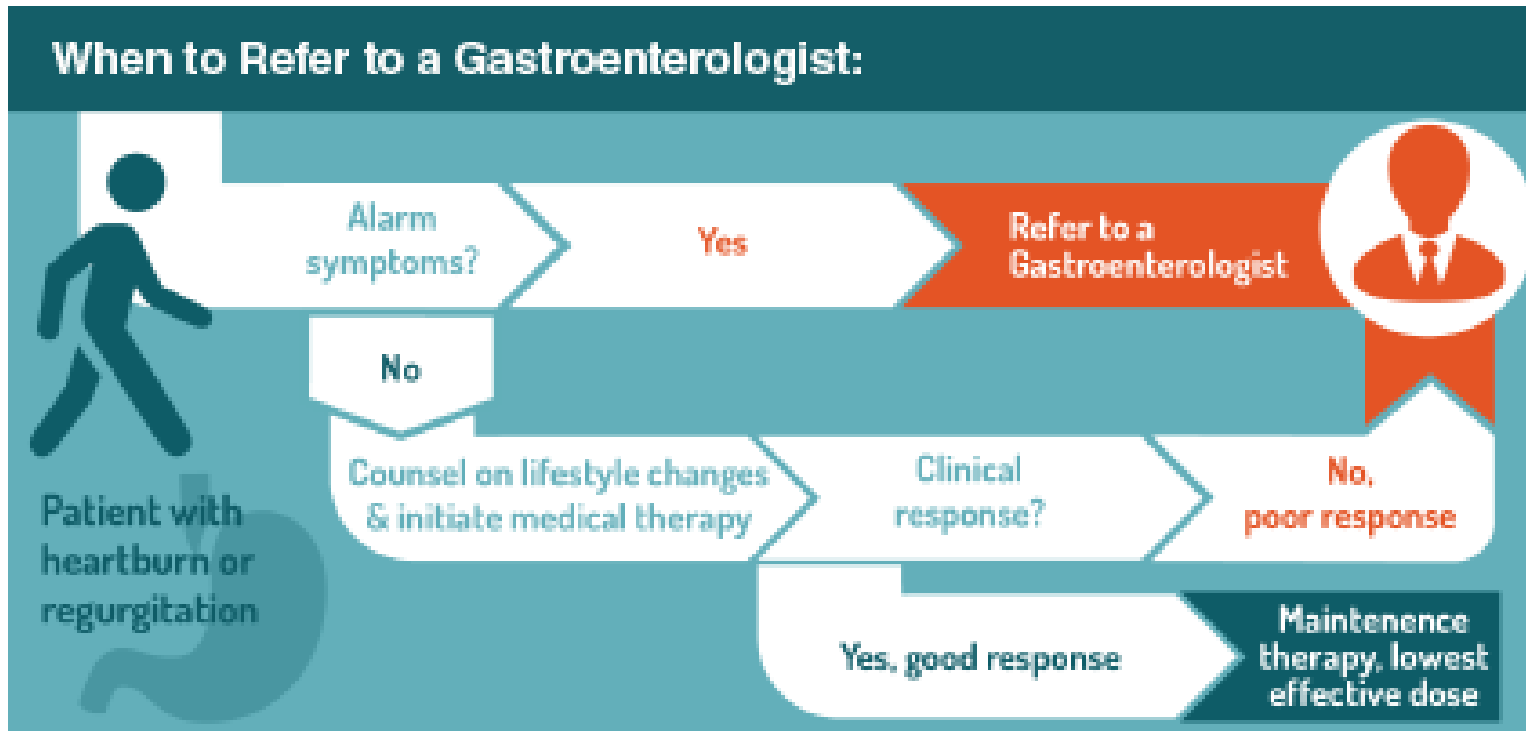 When to Refer to a Gastroenterologist:
Alarm
symptoms?
Yes
Refer to a
Gastroenterologist
No
Counsel on lifestyle changes
& initiate medical therapy
Clinical
response?
No,
poor response
Patient with
heartburn or
regurgitation
Yes, good response
Maintenence
therapy, lowest
effective dose